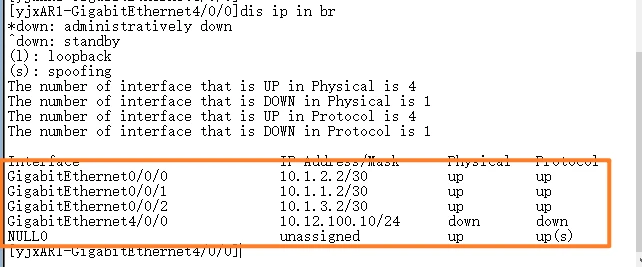 [yjxAR1-GigabitEthernet4/0/0]dis ip in br
*down: administratively down
^down: standby
(l): loopback
(s): spoofing
The number of interface that is UP in Physical is 4
The number of interface that is DOWN in Physical is 1
The number of interface that is UP in Protocol is 4
The number of interface that is DOWN in Protocol is 1
Interface IP Address/Mask Physical Protocol
GigabitEthernet0/0/0 10.1.2.2/30 up up
GigabitEthernet0/0/1 10.1.1.2/30 up up
GigabitEthernet0/0/2 10.1.3.2/30 up up
GigabitEthernet4/0/0 10.12.100.10/24 down down
NULL0 unassigned up up(s)
[yjxAR1-GigabitEthernet4/0/0]